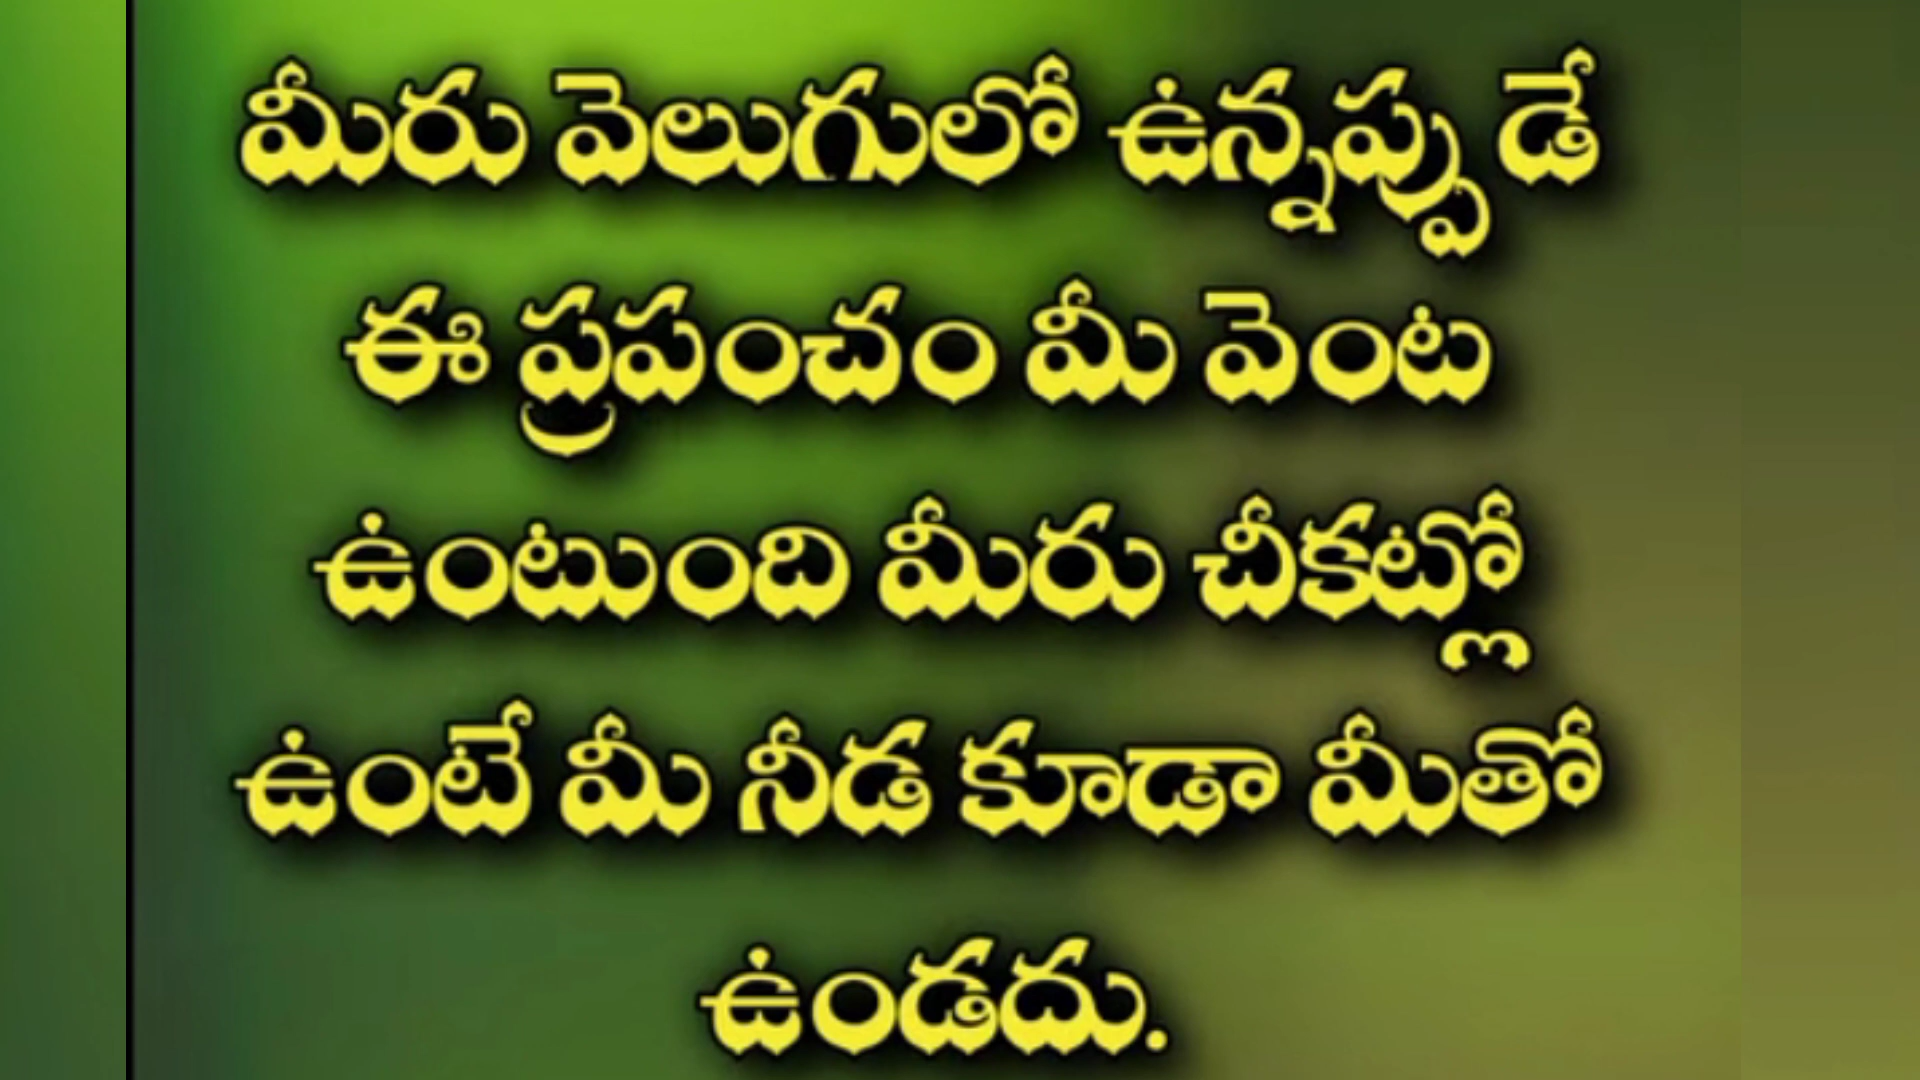 మీరు వెలుగులో ఉన్నప్పుడే
ఈ ప్రపంచం మీ వెంట
ఉంటుంది మీరు చీకట్లో
ఉంటే మీ నీడ కూడా మీతో
ఉండదు.